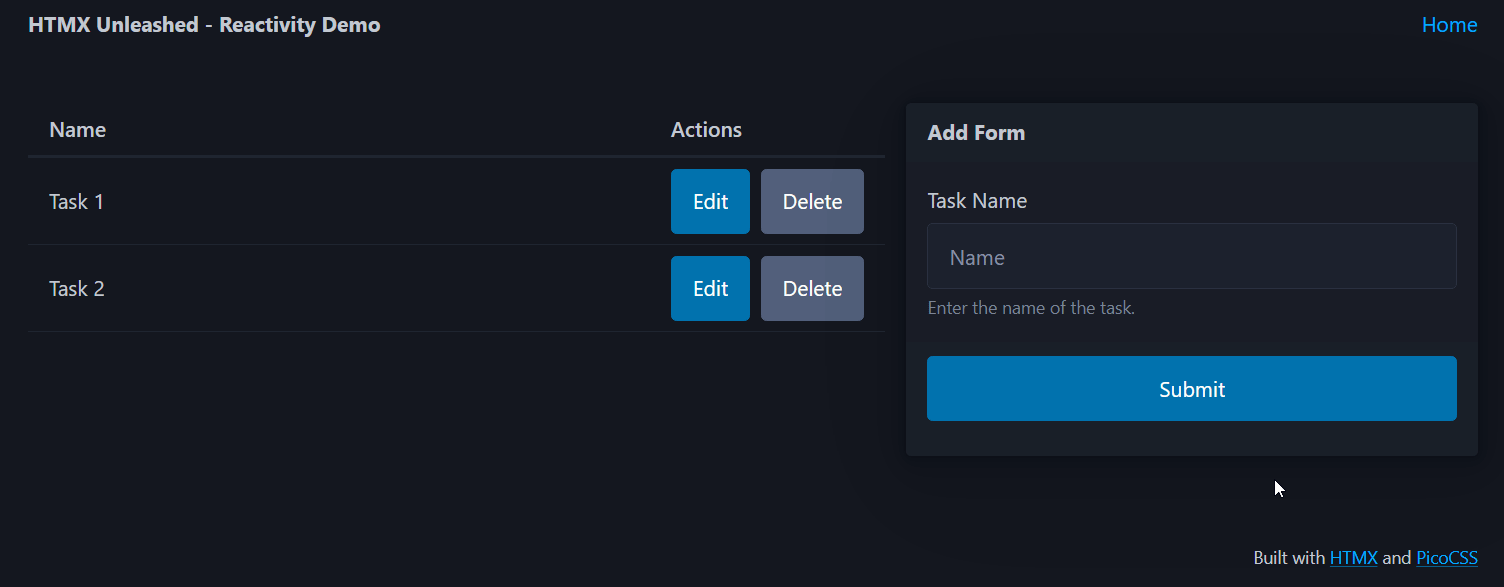 HTMX Unleashed - Reactivity Demo
Home
Name
Actions
Task 1
Edit
Delete
Task 2
Edit
Delete
Add Form
Task Name
Name
Enter the name of the task.
Submit
Built with HTMX and PicoCSS